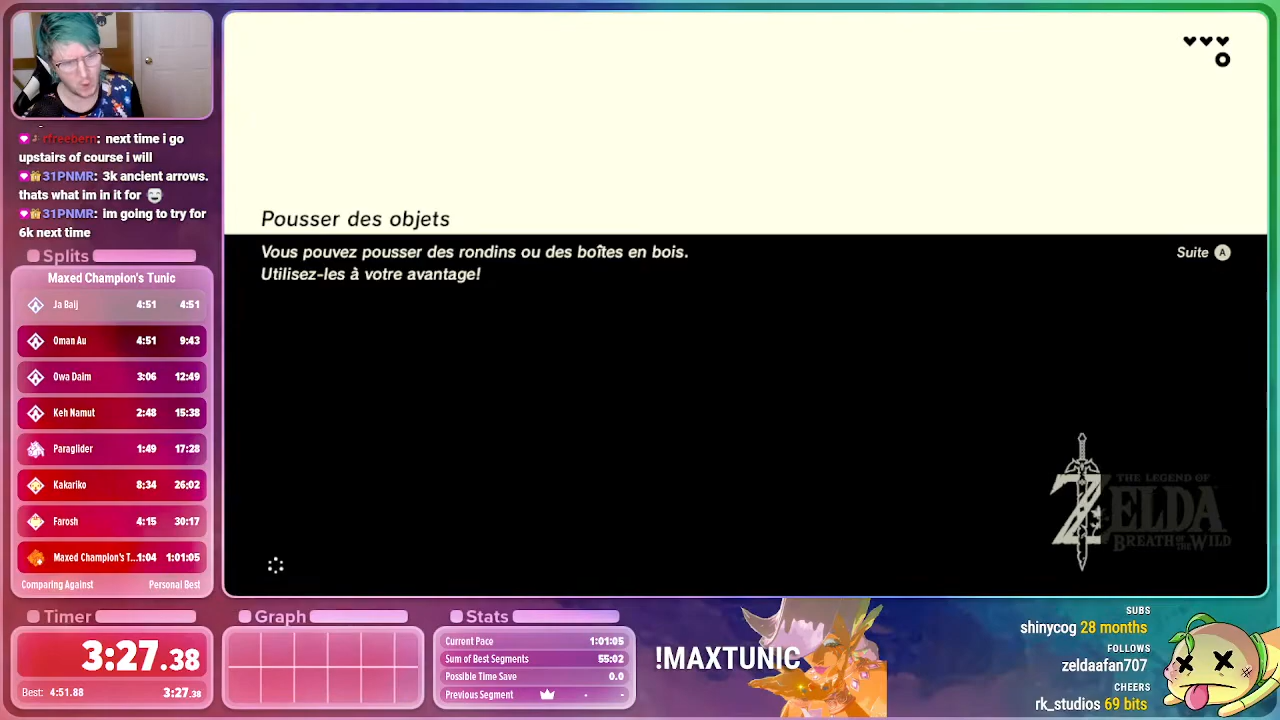 rfreebern: next time i go
upstairs of course i will
31PNMR: 3k ancient arrows.
thats what im in it for
31PNMR: im going to try for
6k next time
Splits
Maxed Champion's Tunic
Ja Baij 4:51 4:51
Oman Au 4:51 9:43
Owa Daim 3:06 12:49
Keh Namut 2:48 15:38
Paraglider 1:49 17:28
Kakariko 8:34 26:02
Farosh 4:15 30:17
Maxed Champion's T...1:04 1:01:05
Comparing Against Personal Best
Timer
3:27.38
Best: 4:51.88 3:27.38
Pousser des objets
Vous pouvez pousser des rondins ou des boîtes en bois.
Utilisez-les à votre avantage!
Suite A
THE LEGEND OF
ZELDA
BREATH OF THE WILD
Graph
Stats
Current Pace 1:01:05
Sum of Best Segments 55:02
Possible Time Save 0.0
Previous Segment - -
!MAXTUNIC
SUBS
shinycog 28 months
FOLLOWS
zeldaafan707
CHEERS
rk_studios 69 bits